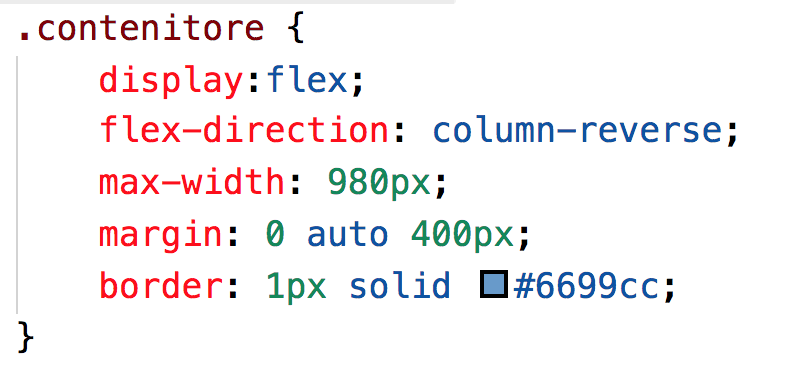 .contenitore {
display:flex;
flex-direction: column-reverse;
max-width: 980px;
margin: 0 auto 400px;
border: 1px solid #6699cc;
}